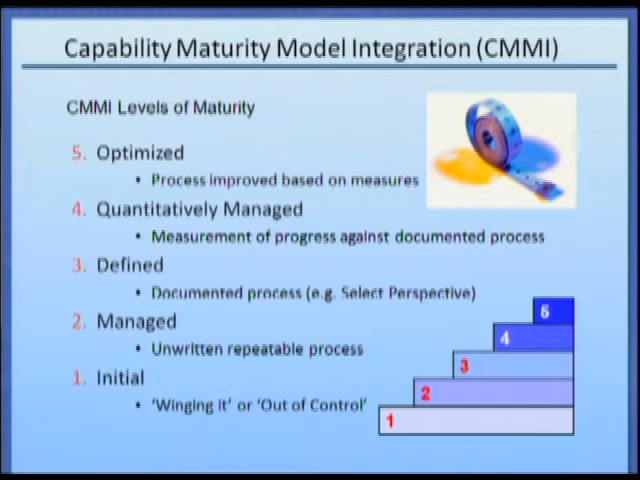 Capability Maturity Model Integration (CMMI)
CMMI Levels of Maturity
5. Optimized
• Process improved based on measures
4. Quantitatively Managed
• Measurement of progress against documented process
3. Defined
• Documented process (e.g. Select Perspective)
2. Managed
• Unwritten repeatable process
1. Initial
• 'Winging it' or 'Out of Control'
5
4
3
2
1